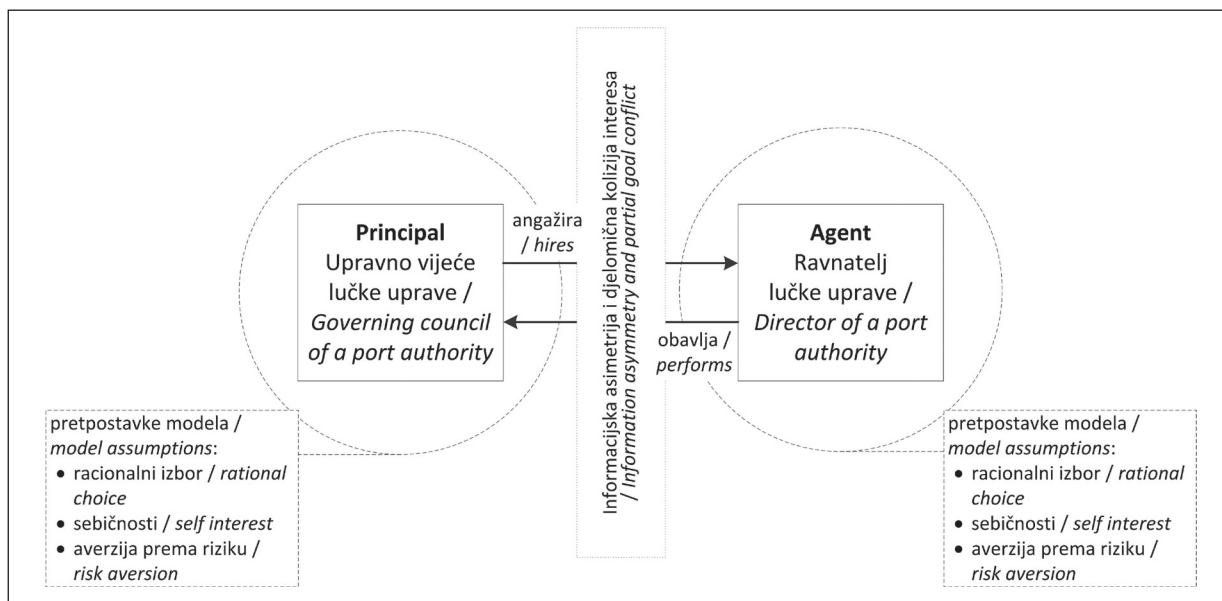 Principal
Upravno vijeće
lučke uprave /
Governing council
of a port authority
angažira
/ hires
Informacijska asimetrija i djelomična kolizija interesa
/ Information asymmetry and partial goal conflict
obavlja /
performs
Agent
Ravnatelj
lučke uprave /
Director of a port
authority
pretpostavke modela /
model assumptions:
• racionalni izbor / rational
choice
• sebičnosti / self interest
• averzija prema riziku /
risk aversion
pretpostavke modela /
model assumptions:
• racionalni izbor / rational
choice
• sebičnosti / self interest
• averzija prema riziku /
risk aversion